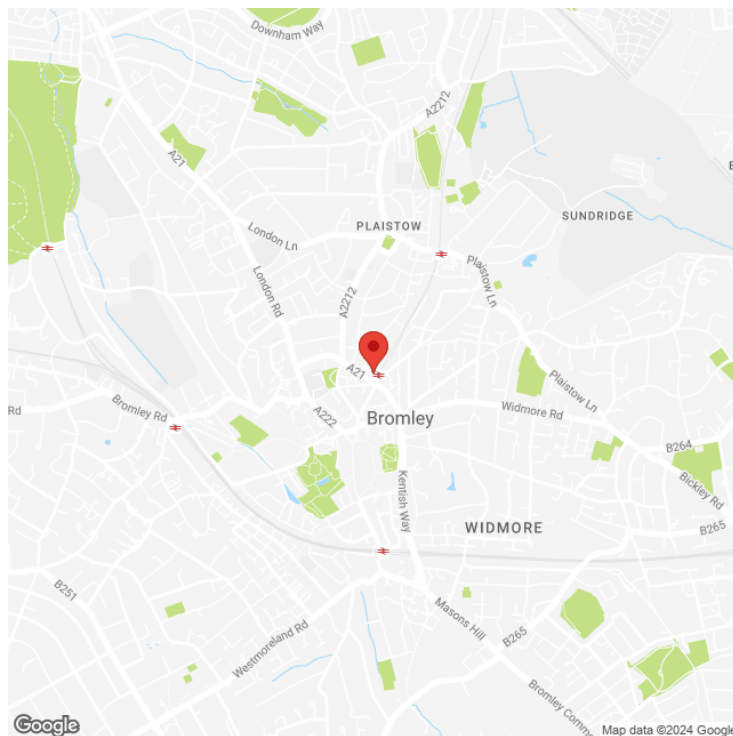 Downham Way
A2212
A21
PLAISTOW
SUNDRIDGE
London Ln
Plaistow Ln
London Rd
A2212
A21
Plaistow Ln
Bromley Rd
Rd
A222
Bromley
Widmore Rd
B264
Bickley Rd
Kentish Way
WIDMORE
B265
B251
Masons Hill
B265
Westmoreland Rd
Bromley Commo
Google
Map data ©2024 Google